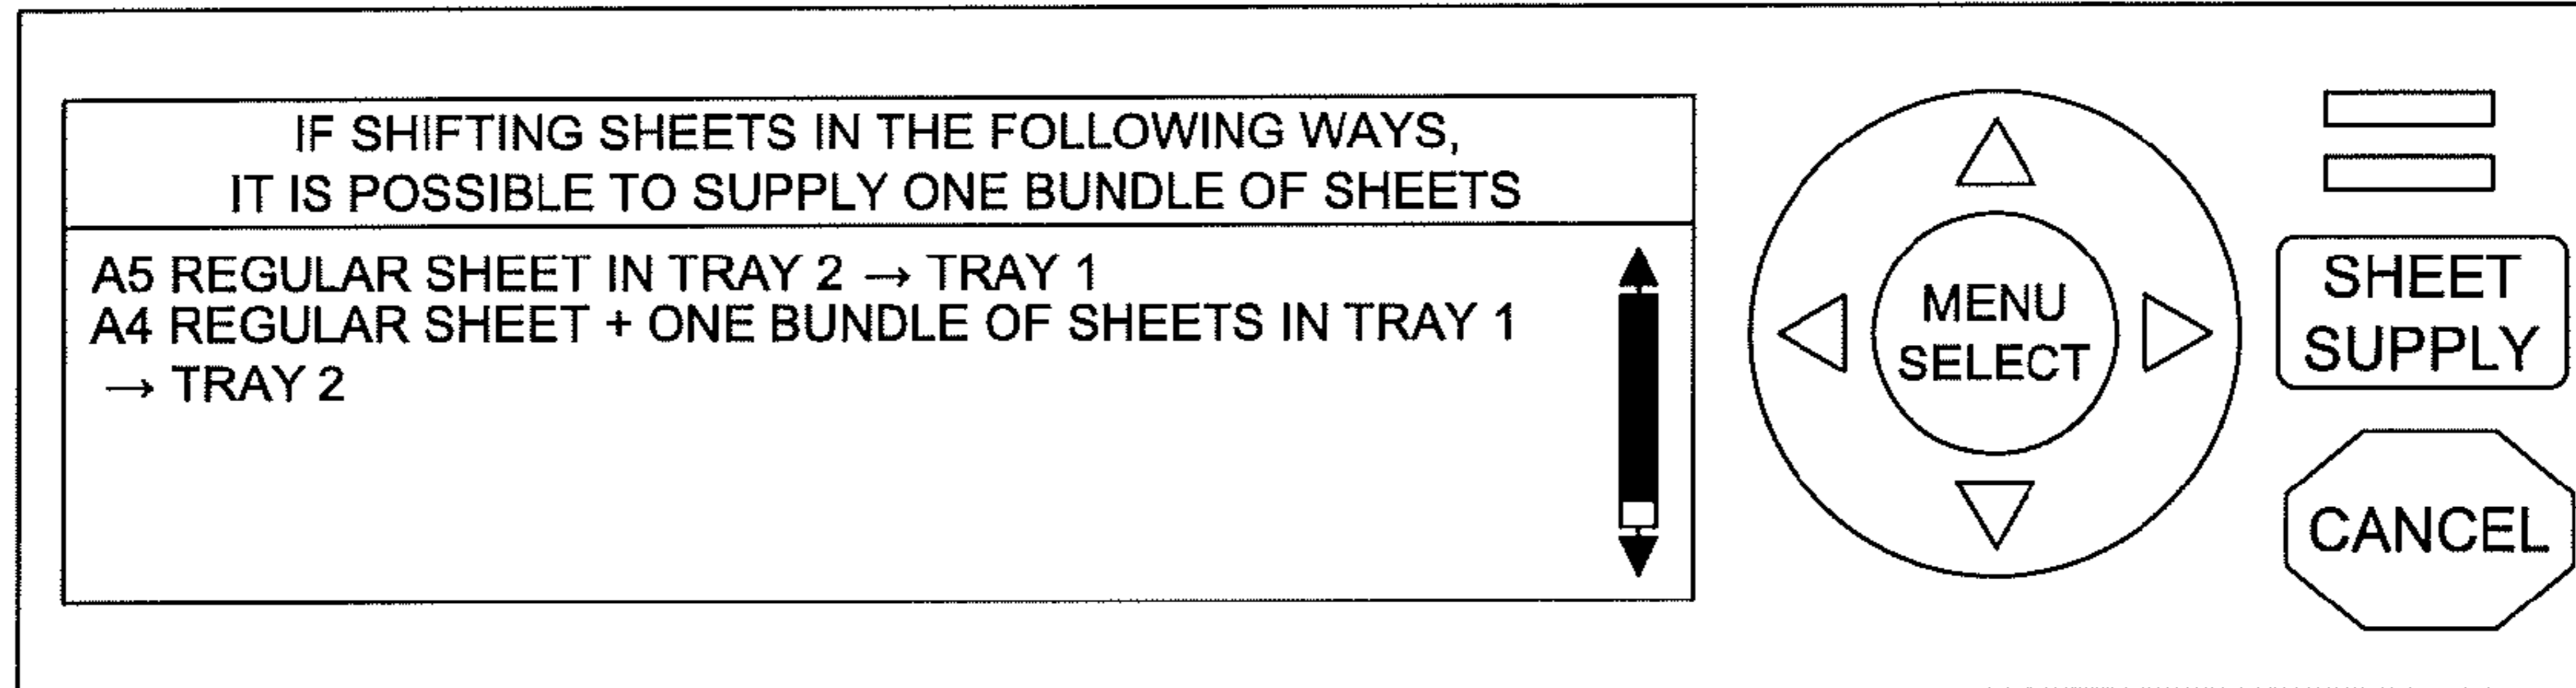 IF SHIFTING SHEETS IN THE FOLLOWING WAYS,
IT IS POSSIBLE TO SUPPLY ONE BUNDLE OF SHEETS
A5 REGULAR SHEET IN TRAY 2 → TRAY 1
A4 REGULAR SHEET + ONE BUNDLE OF SHEETS IN TRAY 1
→ TRAY 2
MENU
SELECT
SHEET
SUPPLY
CANCEL